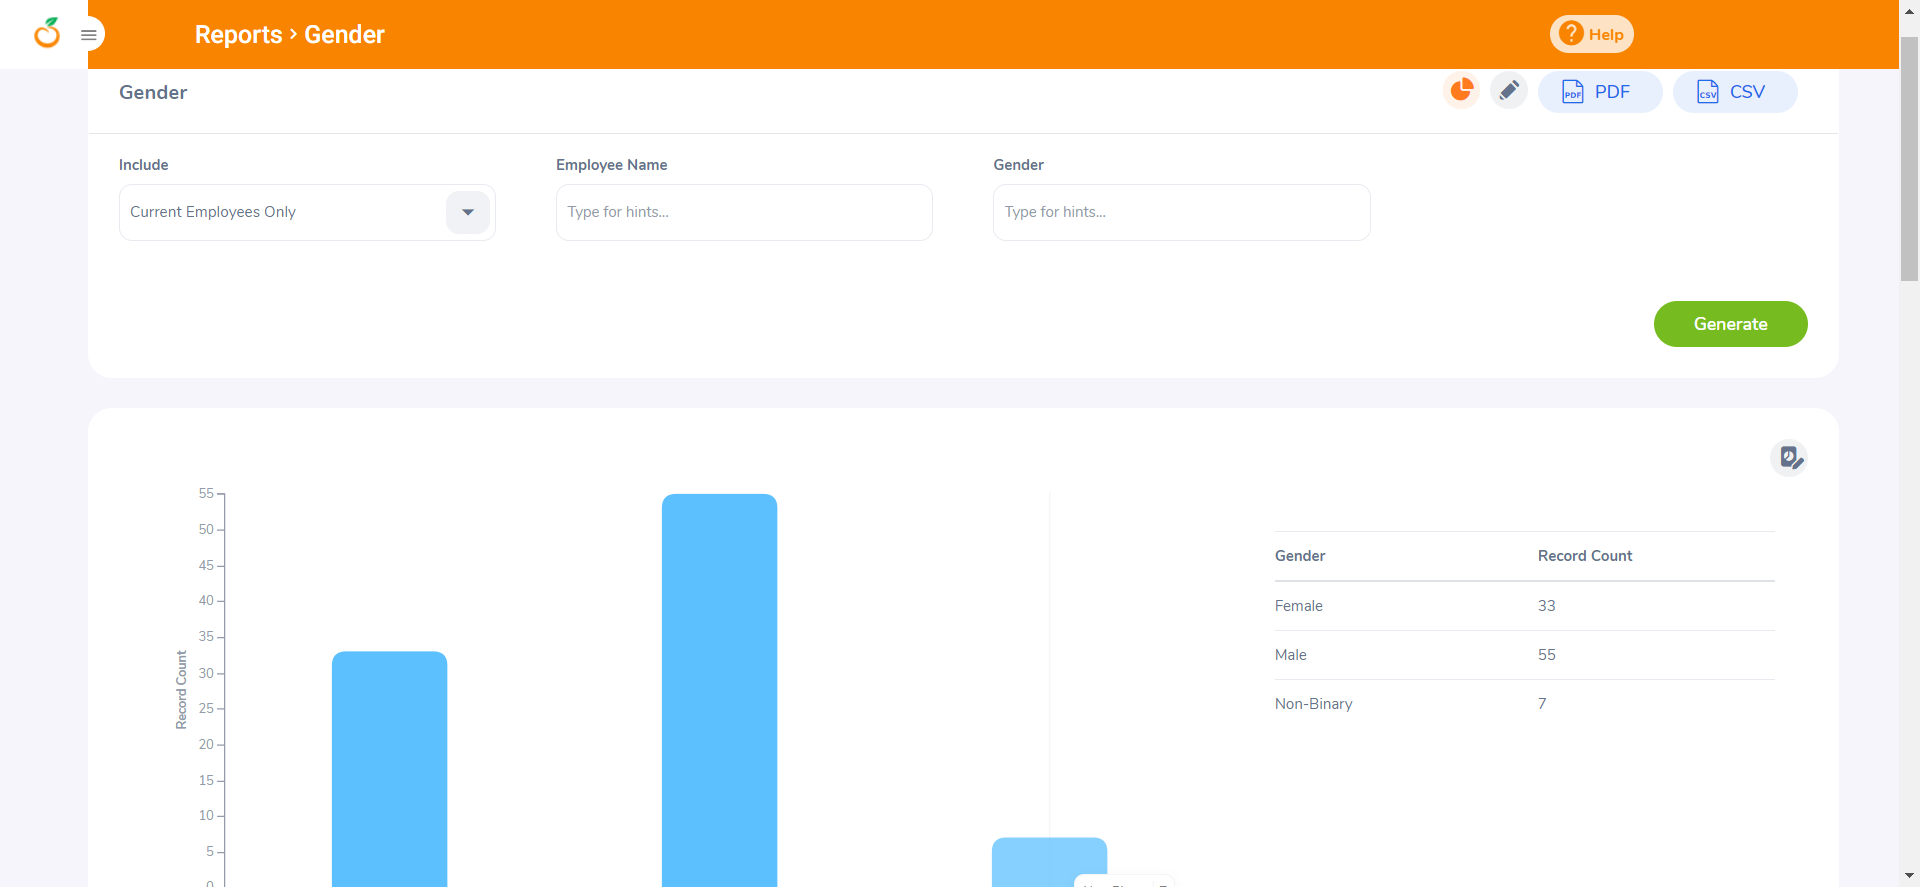 Reports › Gender
Help
Gender
PDF
PDF
CSV
CSV
Include
Employee Name
Gender
Current Employees Only
Type for hints...
Type for hints...
Generate
55
50
45
40
35
30
25
20
15
10
5
0
Record Count
Gender Record Count
Female 33
Male 55
Non-Binary 7